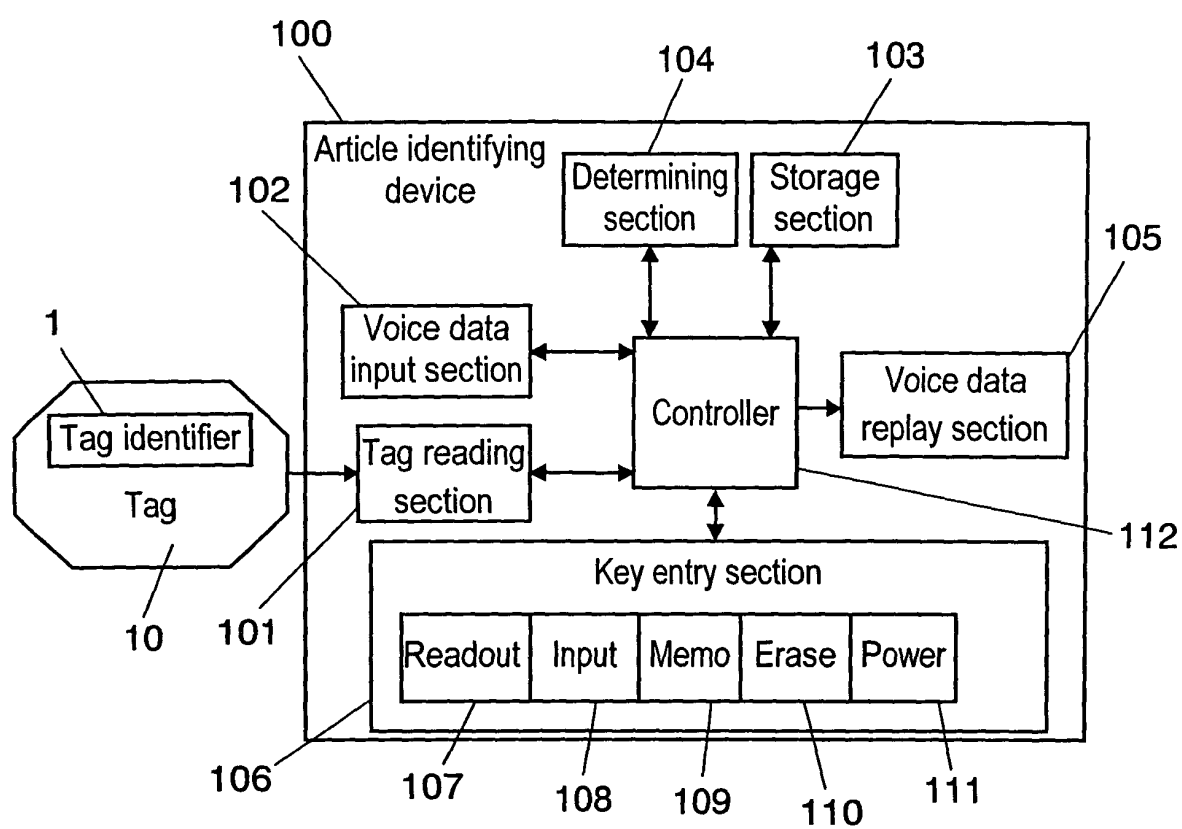 100
104
103
Article identifying
device
Determining
section
Storage
section
102
105
1
Voice data
input section
Controller
Voice data
replay section
Tag identifier
Tag
Tag reading
section
112
10
101
Key entry section
Readout
Input
Memo
Erase
Power
106
107
108
109
110
111